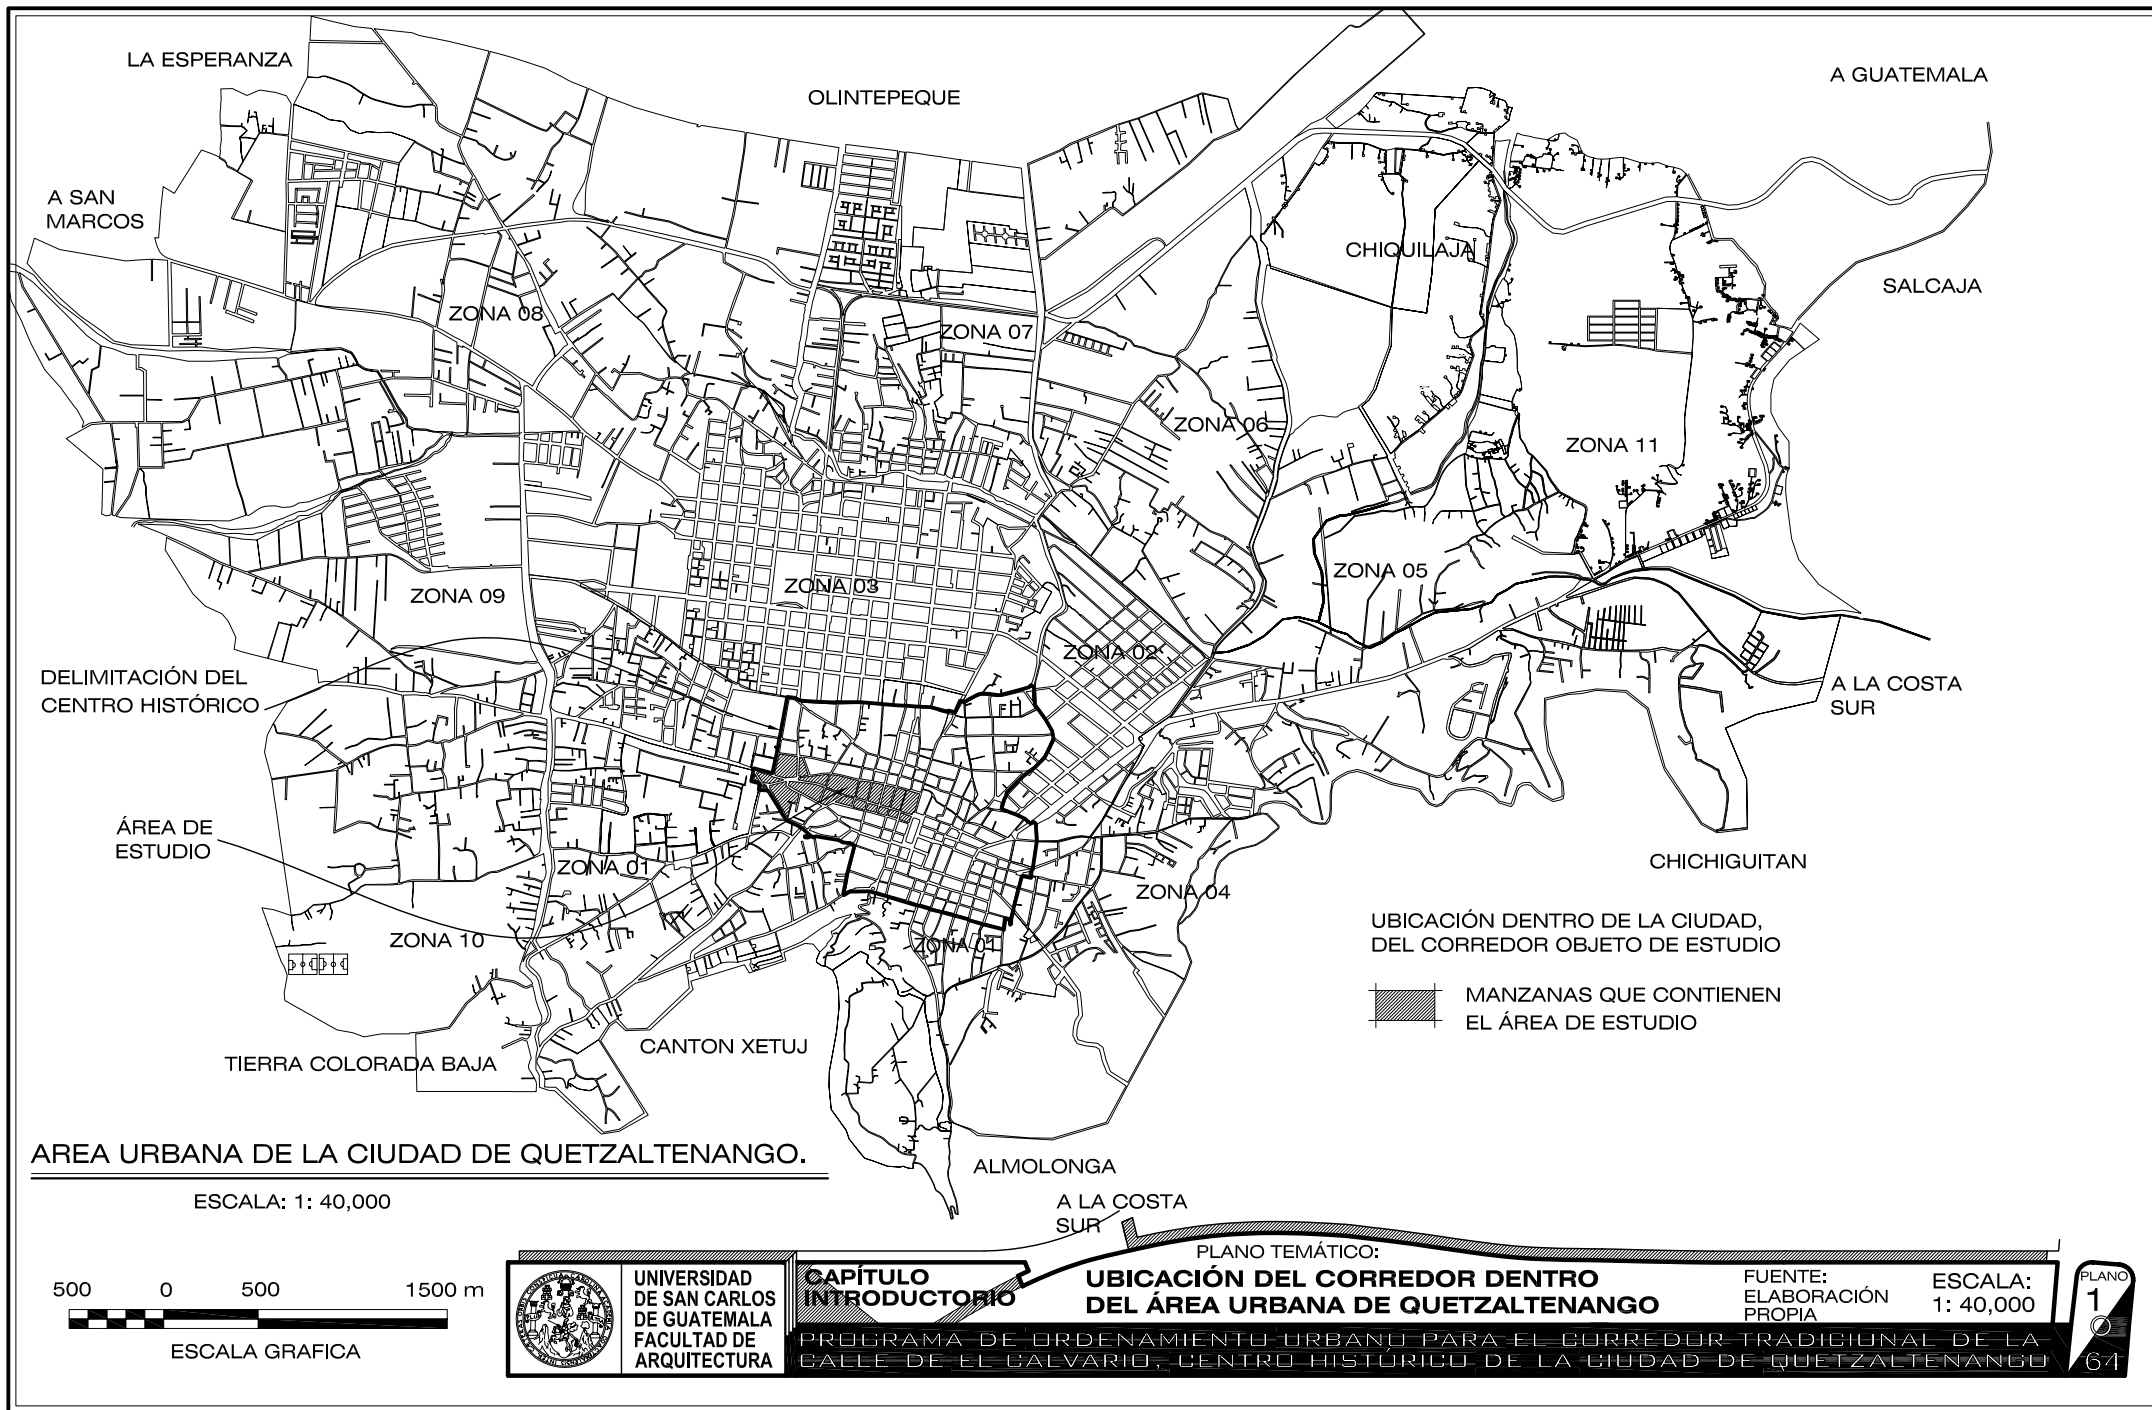 LA ESPERANZA
OLINTEPEQUE
A GUATEMALA
A SAN
MARCOS
CHIQUILAJA
SALCAJA
ZONA 08
ZONA 07
ZONA 06
ZONA 11
ZONA 05
ZONA 03
ZONA 09
ZONA 02
DELIMITACIÓN DEL
CENTRO HISTÓRICO
A LA COSTA
SUR
ÁREA DE
ESTUDIO
ZONA 01
CHICHIGUITAN
ZONA 04
ZONA 10
ZONA 01
UBICACIÓN DENTRO DE LA CIUDAD,
DEL CORREDOR OBJETO DE ESTUDIO
MANZANAS QUE CONTIENEN
EL ÁREA DE ESTUDIO
CANTON XETUJ
TIERRA COLORADA BAJA
AREA URBANA DE LA CIUDAD DE QUETZALTENANGO.
ESCALA: 1: 40,000
ALMOLONGA
A LA COSTA
SUR
500 0 500 1500 m
ESCALA GRAFICA
UNIVERSIDAD
DE SAN CARLOS
DE GUATEMALA
FACULTAD DE
ARQUITECTURA
CAPÍTULO
INTRODUCTORIO
PLANO TEMÁTICO:
UBICACIÓN DEL CORREDOR DENTRO
DEL ÁREA URBANA DE QUETZALTENANGO
FUENTE:
ELABORACIÓN
PROPIA
ESCALA:
1: 40,000
PLANO
1
64
PROGRAMA DE ORDENAMIENTO URBANO PARA EL CORREDOR TRADICIONAL DE LA
CALLE DE EL CALVARIO, CENTRO HISTÓRICO DE LA CIUDAD DE QUETZALTENANGO